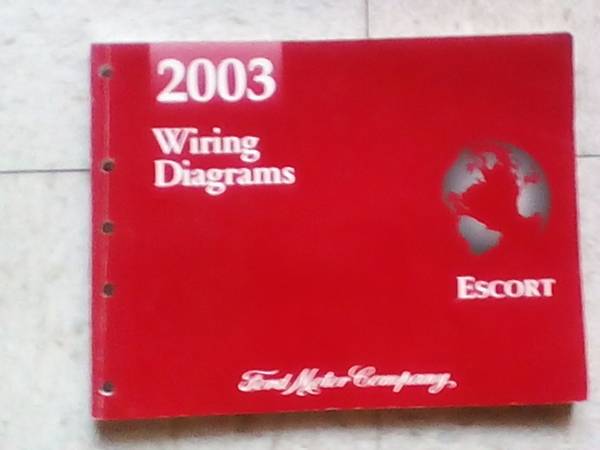 2003
Wiring
Diagrams
ESCORT
Ford Motor Company,